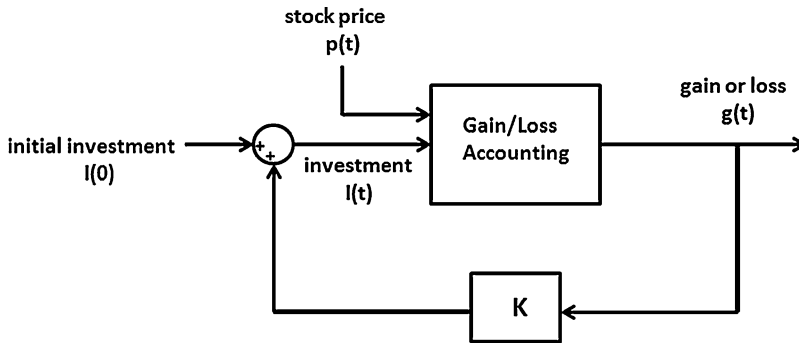 stock price
p(t)
gain or loss
g(t)
Gain/Loss
Accounting
initial investment
I(0)
+
+
investment
I(t)
K